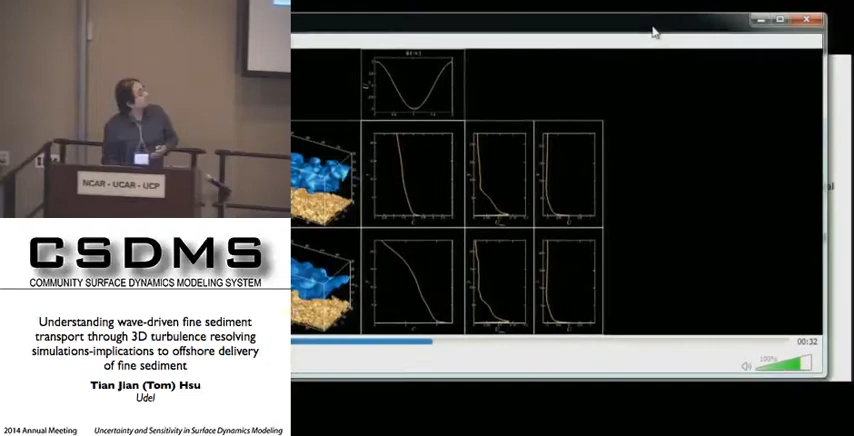 NCAR - UCAR - UCP
CSDMS
COMMUNITY SURFACE DYNAMICS MODELING SYSTEM
Understanding wave-driven fine sediment
transport through 3D turbulence resolving
simulations-implications to offshore delivery
of fine sediment
Tian Jian (Tom) Hsu
Udel
2014 Annual Meeting Uncertainty and Sensitivity in Surface Dynamics Modeling
00:32
100%
al